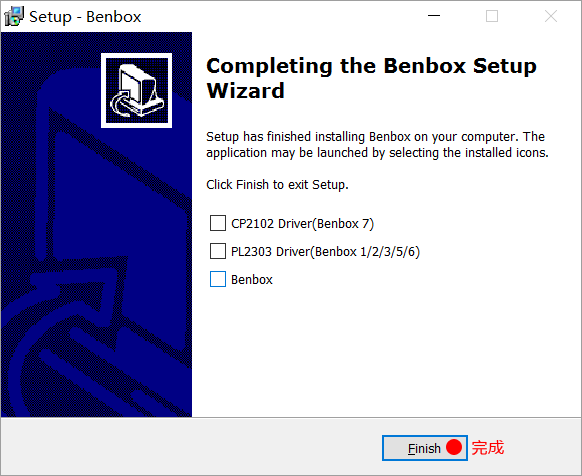 Setup - Benbox
Completing the Benbox Setup
Wizard
Setup has finished installing Benbox on your computer. The
application may be launched by selecting the installed icons.
Click Finish to exit Setup.
CP2102 Driver(Benbox 7)
PL2303 Driver(Benbox 1/2/3/5/6)
Benbox
Finish 完成